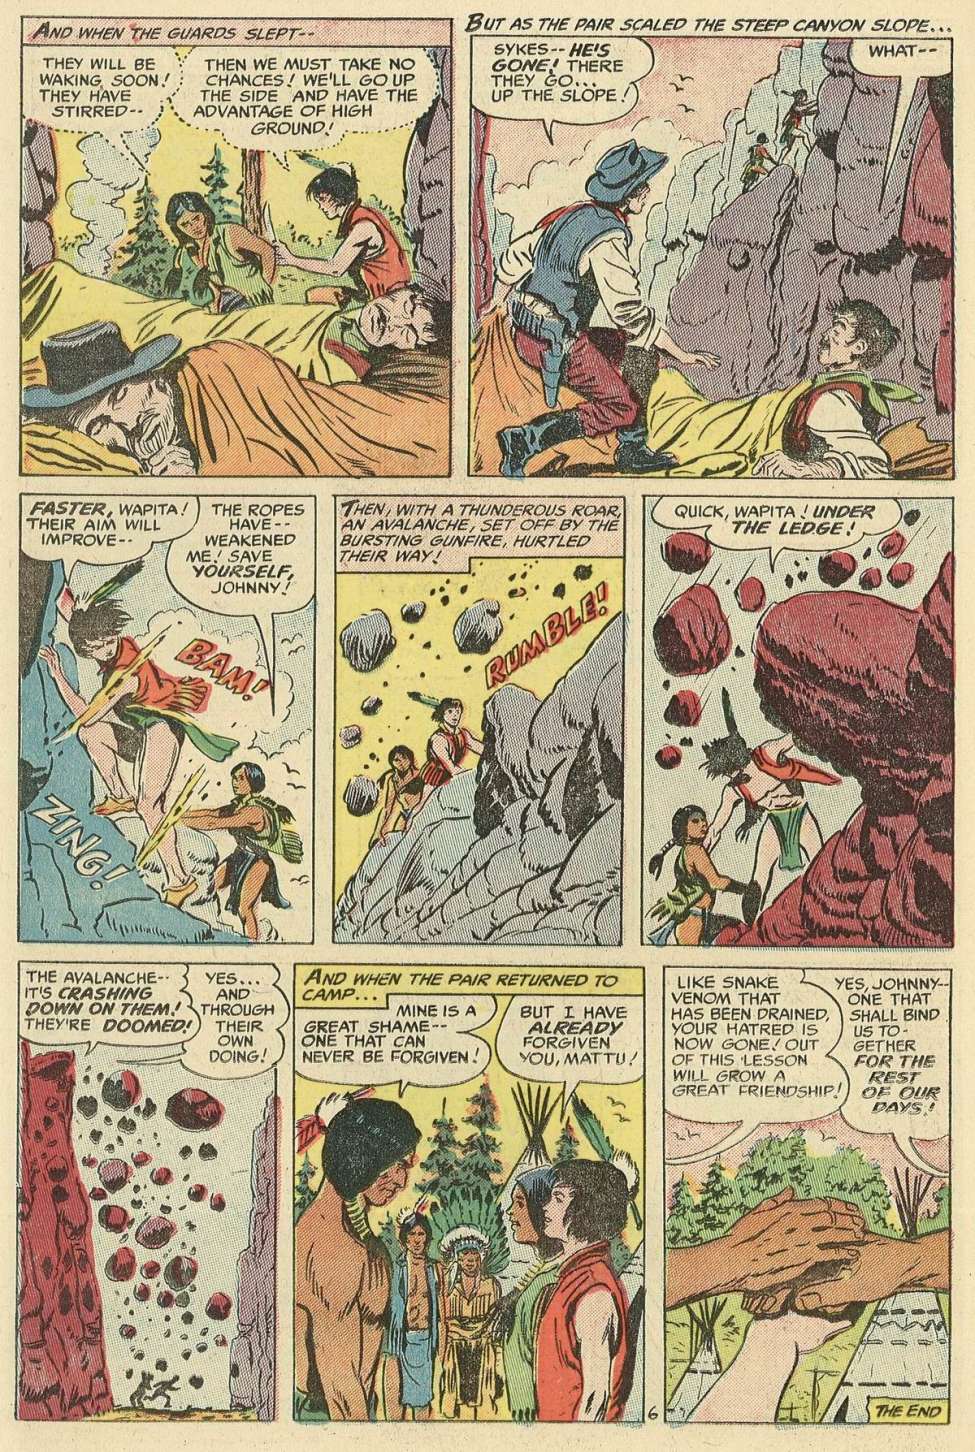 AND WHEN THE GUARDS SLEPT--
THEY WILL BE
WAKING SOON!
THEY HAVE
STIRRED--
THEN WE MUST TAKE NO
CHANCES! WE'LL GO UP
THE SIDE AND HAVE THE
ADVANTAGE OF HIGH
GROUND!
BUT AS THE PAIR SCALED THE STEEP CANYON SLOPE...
SYKES-- HE'S
GONE! THERE
THEY GO...
UP THE SLOPE!
WHAT--
FASTER, WAPITA!
THEIR AIM WILL
IMPROVE--
THE ROPES
HAVE--
WEAKENED
ME! SAVE
YOURSELF,
JOHNNY!
BAM!
ZING!
THEN, WITH A THUNDEROUS ROAR,
AN AVALANCHE, SET OFF BY THE
BURSTING GUNFIRE, HURTLED
THEIR WAY!
RUMBLE!
QUICK, WAPITA! UNDER
THE LEDGE!
THE AVALANCHE--
IT'S CRASHING
DOWN ON THEM!
THEY'RE DOOMED!
YES...
AND
THROUGH
THEIR
OWN
DOING!
AND WHEN THE PAIR RETURNED TO
CAMP...
MINE IS A
GREAT SHAME--
ONE THAT CAN
NEVER BE FORGIVEN!
BUT I HAVE
ALREADY
FORGIVEN
YOU, MATTU!
6
LIKE SNAKE
VENOM THAT
HAS BEEN DRAINED,
YOUR HATRED IS
NOW GONE! OUT
OF THIS LESSON
WILL GROW A
GREAT FRIENDSHIP!
YES, JOHNNY--
ONE THAT
SHALL BIND
US TO-
GETHER
FOR THE
REST
OF OUR
DAYS!
THE END